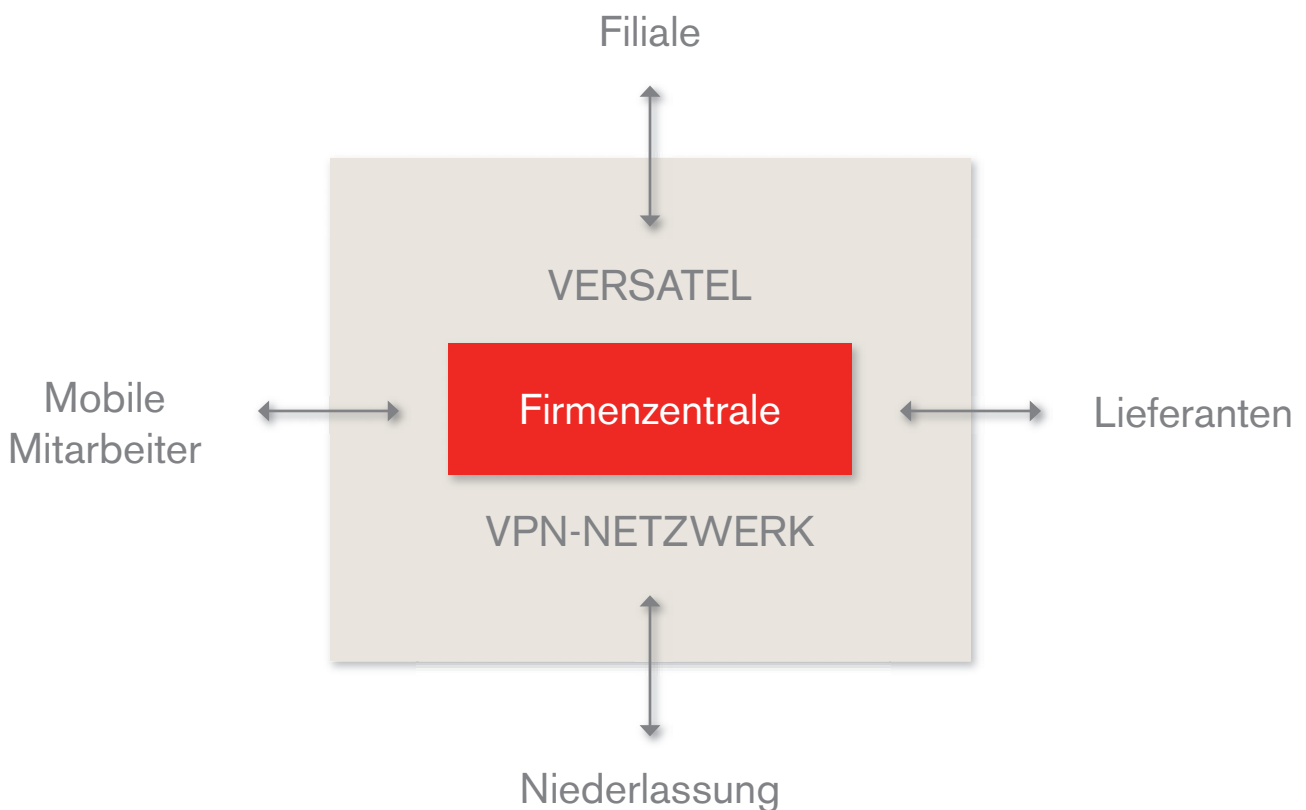 Filiale
VERSATEL
Mobile
Mitarbeiter
Firmenzentrale
Lieferanten
VPN-NETZWERK
Niederlassung